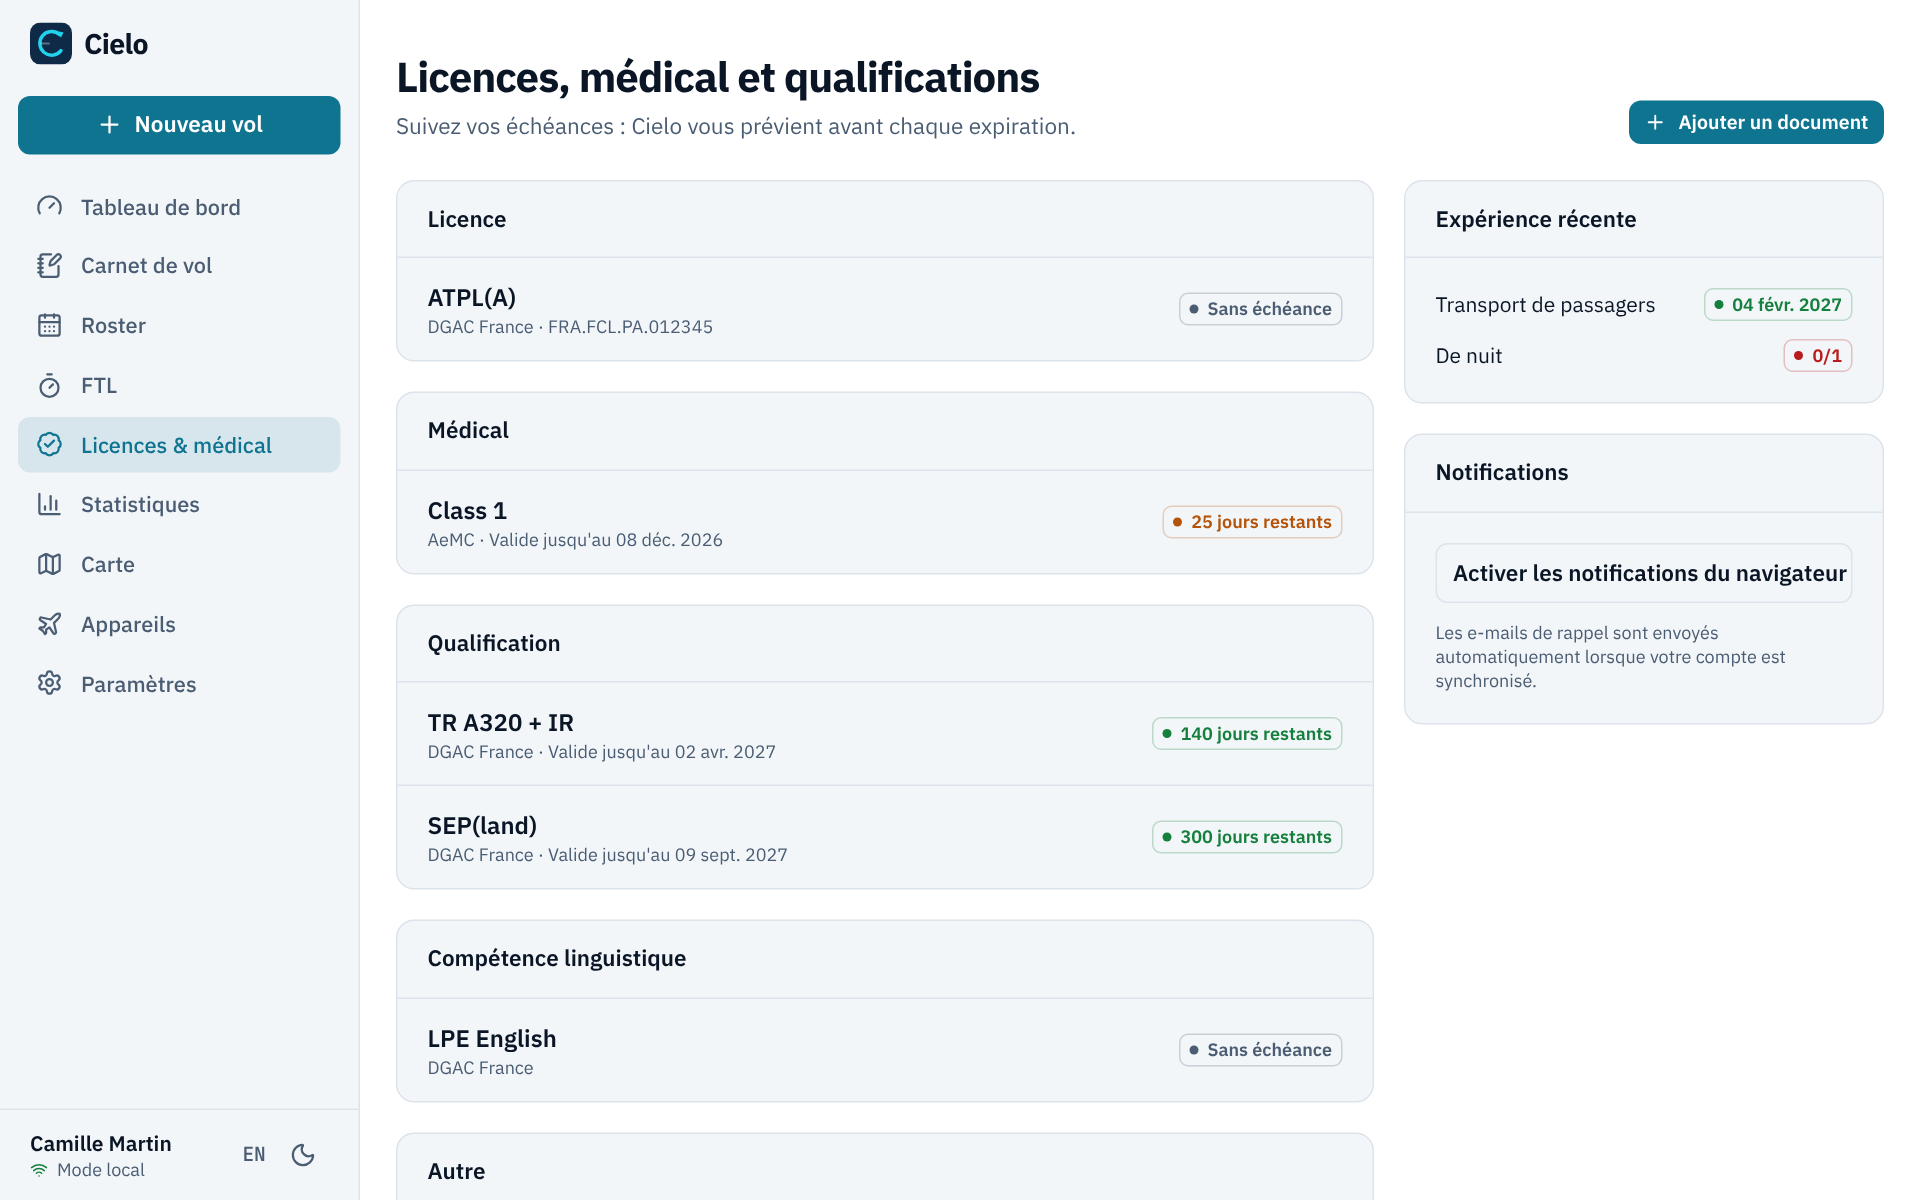 Cielo
Nouveau vol
Tableau de bord
Carnet de vol
Roster
FTL
Licences & médical
Statistiques
Carte
Appareils
Paramètres
Camille Martin
Mode local
EN
Licences, médical et qualifications
Suivez vos échéances : Cielo vous prévient avant chaque expiration.
Ajouter un document
Licence
ATPL(A)
DGAC France · FRA.FCL.PA.012345
Sans échéance
Médical
Class 1
AeMC · Valide jusqu'au 08 déc. 2026
25 jours restants
Qualification
TR A320 + IR
DGAC France · Valide jusqu'au 02 avr. 2027
140 jours restants
SEP(land)
DGAC France · Valide jusqu'au 09 sept. 2027
300 jours restants
Compétence linguistique
LPE English
DGAC France
Sans échéance
Autre
Expérience récente
Transport de passagers
04 févr. 2027
De nuit
0/1
Notifications
Activer les notifications du navigateur
Les e-mails de rappel sont envoyés
automatiquement lorsque votre compte est
synchronisé.